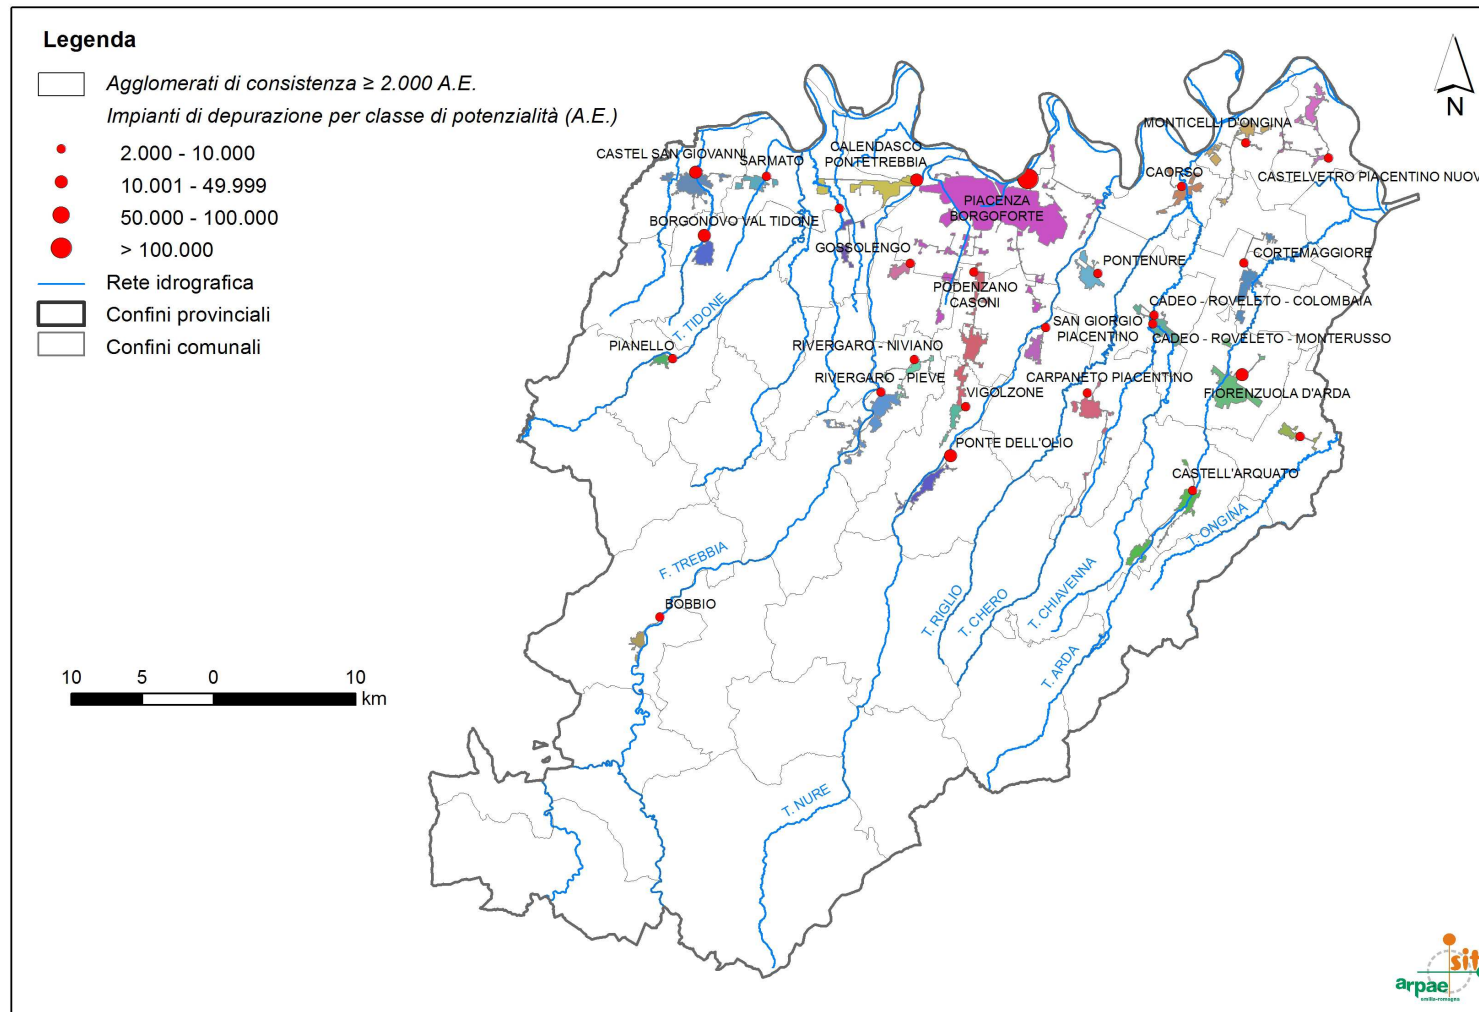 Legenda
Agglomerati di consistenza ≥ 2.000 A.E.
Impianti di depurazione per classe di potenzialità (A.E.)
2.000 - 10.000
10.001 - 49.999
50.000 - 100.000
> 100.000
Rete idrografica
Confini provinciali
Confini comunali
N
MONTICELLI D'ONGINA
CASTEL SAN GIOVANNI
SARMATO
CALENDASCO
PONTETREBBIA
CAORSO
CASTELVETRO PIACENTINO NUOV
PIACENZA
BORGOFORTE
BORGONOVO VAL TIDONE
GOSSOLENGO
PONTENURE
CORTEMAGGIORE
PODENZANO
CASONI
CADEO - ROVELETO - COLOMBAIA
SAN GIORGIO
PIACENTINO
CADEO - ROVELETO - MONTERUSSO
T. TIDONE
PIANELLO
RIVERGARO - NIVIANO
RIVERGARO - PIEVE
CARPANETO PIACENTINO
VIGOLZONE
FIORENZUOLA D'ARDA
PONTE DELL'OLIO
CASTELL'ARQUATO
T. ONGINA
F. TREBBIA
BOBBIO
T. RIGLIO
T. CHERO
T. CHIAVENNA
T. ARDA
T. NURE
10 5 0 10
km
sit
arpae
emilia-romagna